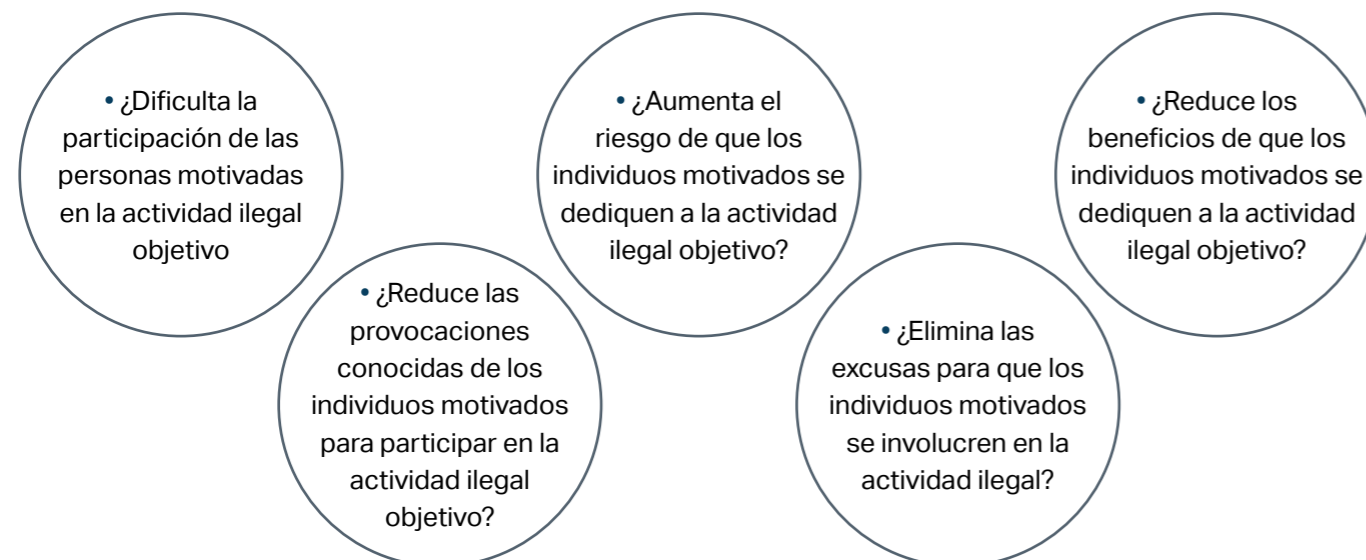 • ¿Dificulta la
participación de las
personas motivadas
en la actividad ilegal
objetivo
• ¿Reduce las
provocaciones
conocidas de los
individuos motivados
para participar en la
actividad ilegal
objetivo?
• ¿Aumenta el
riesgo de que los
individuos motivados se
dediquen a la actividad
ilegal objetivo?
• ¿Elimina las
excusas para que los
individuos motivados
se involucren en la
actividad ilegal?
• ¿Reduce los
beneficios de que los
individuos motivados se
dediquen a la actividad
ilegal objetivo?